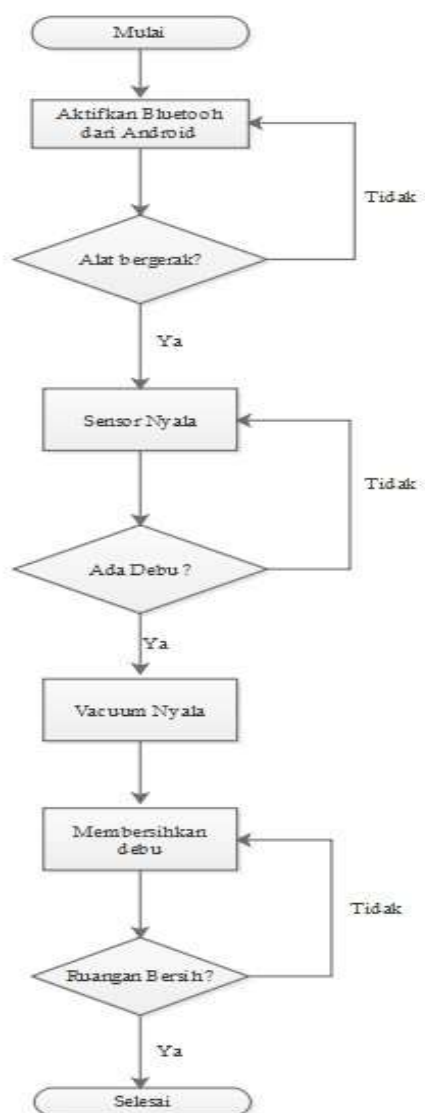 Mulai
Aktifkan Bluetooh
dari Android
Tidak
Alat bergerak?
Ya
Sensor Nyala
Tidak
Ada Debu ?
Ya
Vacuum Nyala
Membersihkan
debu
Tidak
Ruangan Bersih?
Ya
Selesai